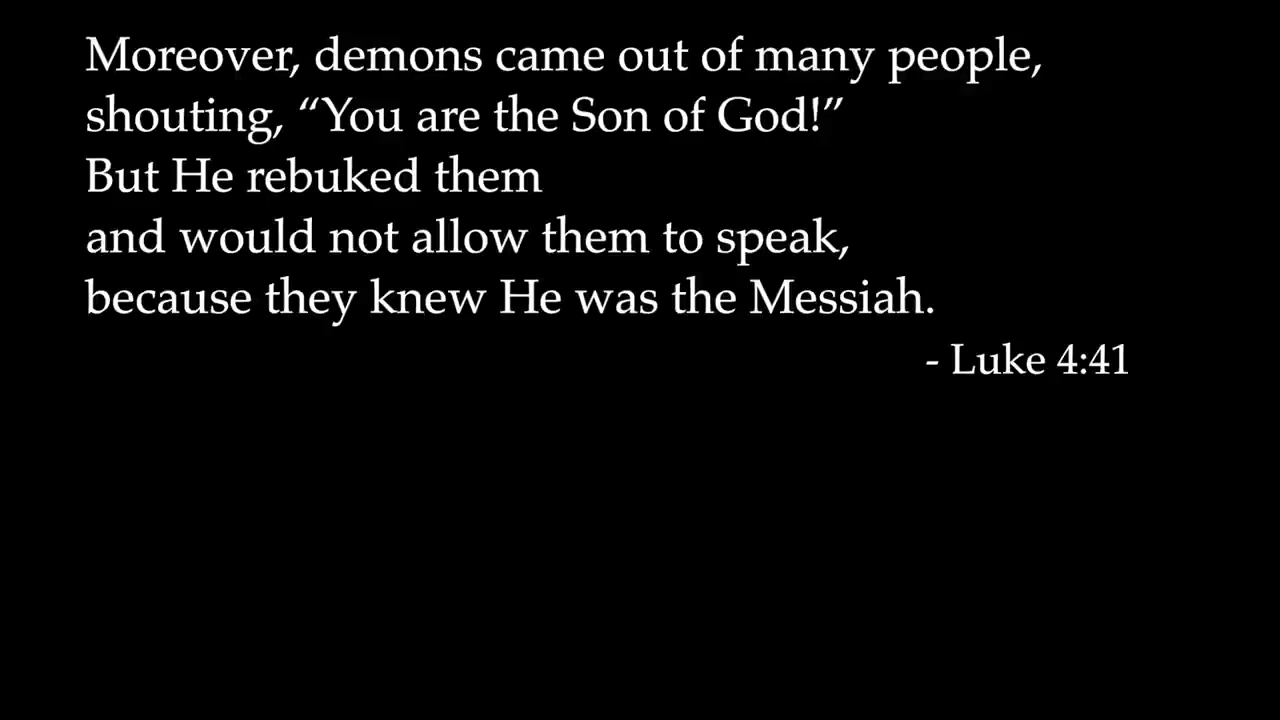 Moreover, demons came out of many people,
shouting, “You are the Son of God!”
But He rebuked them
and would not allow them to speak,
because they knew He was the Messiah.
- Luke 4:41